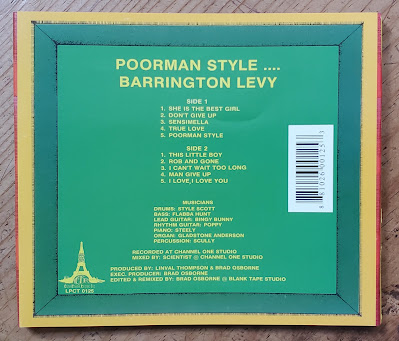 POORMAN STYLE ....
BARRINGTON LEVY
SIDE 1
1. SHE IS THE BEST GIRL
2. DON'T GIVE UP
3. SENSIMELLA
4. TRUE LOVE
5. POORMAN STYLE
SIDE 2
1. THIS LITTLE BOY
2. ROB AND GONE
3. I CAN'T WAIT TOO LONG
4. MAN GIVE UP
5. I LOVE,I LOVE YOU
MUSICIANS
DRUMS: STYLE SCOTT
BASS: FLABBA HUNT
LEAD GUITAR: BINGY BUNNY
RHYTHM GUITAR: POPPY
PIANO: STEELY
ORGAN: GLADSTONE ANDERSON
PERCUSSION: SCULLY
RECORDED AT CHANNEL ONE STUDIO
MIXED BY: SCIENTIST @ CHANNEL ONE STUDIO
PRODUCED BY: LINVAL THOMPSON & BRAD OSBORNE
EXEC. PRODUCER: BRAD OSBORNE
EDITED & REMIXED BY: BRAD OSBORNE @ BLANK TAPE STUDIO
LPCT 0126